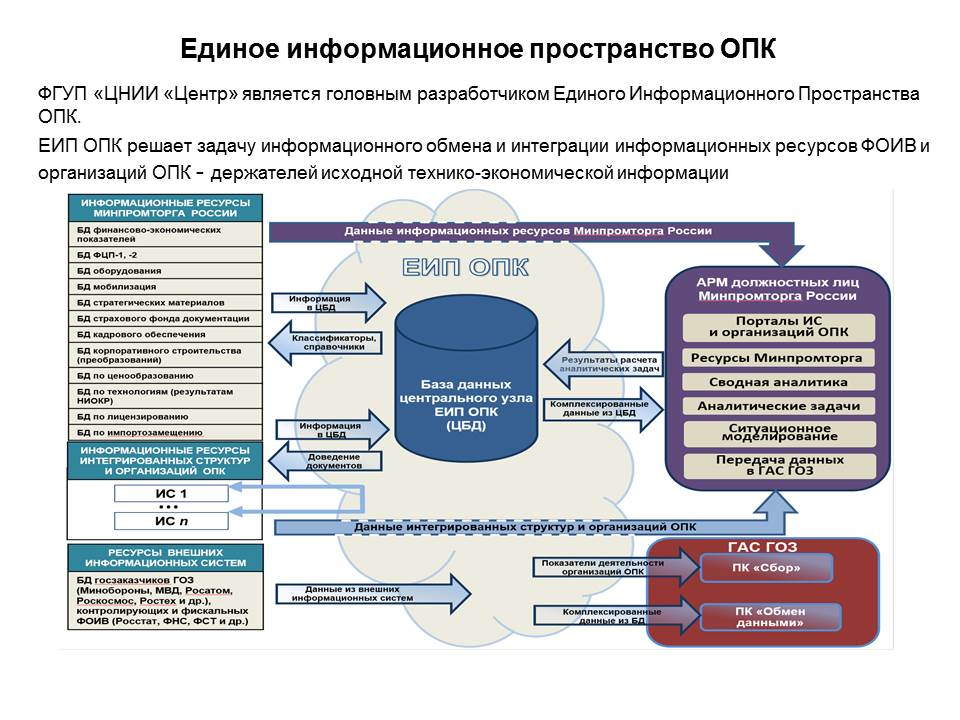 Единое информационное пространство ОПК
ФГУП «ЦНИИ «Центр» является головным разработчиком Единого Информационного Пространства
ОПК.
ЕИП ОПК решает задачу информационного обмена и интеграции информационных ресурсов ФОИВ и
организаций ОПК – держателей исходной технико-экономической информации
ИНФОРМАЦИОННЫЕ РЕСУРСЫ
МИНПРОМТОРГА РОССИИ
БД финансово-экономических
показателей
БД ФЦП-1, -2
БД оборудования
БД мобилизация
БД стратегических материалов
БД страхового фонда документации
БД кадрового обеспечения
БД корпоративного строительства
(преобразований)
БД по ценообразованию
БД по технологиям (результатам
НИОКР)
БД по лицензированию
БД по импортозамещению
ИНФОРМАЦИОННЫЕ РЕСУРСЫ
ИНТЕГРИРОВАННЫХ СТРУКТУР
И ОРГАНИЗАЦИЙ ОПК
ИС 1
...
ИС n
РЕСУРСЫ ВНЕШНИХ
ИНФОРМАЦИОННЫХ СИСТЕМ
БД госзаказчиков ГОЗ
(Минобороны, МВД, Росатом,
Роскосмос, Ростех и др.),
контролирующих и фискальных
ФОИВ (Росстат, ФНС, ФСТ и др.)
Данные информационных ресурсов Минпромторга России
ЕИП ОПК
Информация
в ЦБД
Классификаторы,
справочники
Информация
в ЦБД
Доведение
документов
База данных
центрального узла
ЕИП ОПК
(ЦБД)
Результаты расчета
аналитических задач
Комплексированные
данные из ЦБД
Данные интегрированных структур и организаций ОПК
Данные из внешних
информационных систем
Показатели деятельности
организаций ОПК
Комплексированные
данные из БД
АРМ должностных лиц
Минпромторга России
Порталы ИС
и организаций ОПК
Ресурсы Минпромторга
Сводная аналитика
Аналитические задачи
Ситуационное
моделирование
Передача данных
в ГАС ГОЗ
ГАС ГОЗ
ПК «Сбор»
ПК «Обмен
данными»